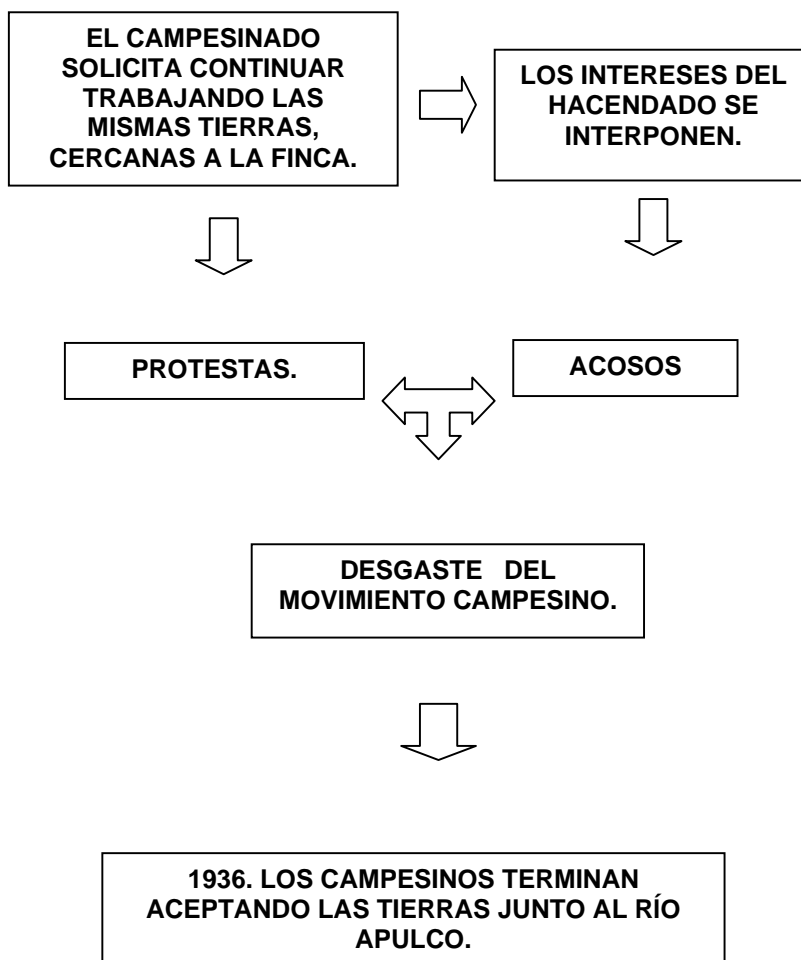 EL CAMPESINADO
SOLICITA CONTINUAR
TRABAJANDO LAS
MISMAS TIERRAS,
CERCANAS A LA FINCA.
LOS INTERESES DEL
HACENDADO SE
INTERPONEN.
PROTESTAS.
ACOSOS
DESGASTE DEL
MOVIMIENTO CAMPESINO.
1936. LOS CAMPESINOS TERMINAN
ACEPTANDO LAS TIERRAS JUNTO AL RÍO
APULCO.